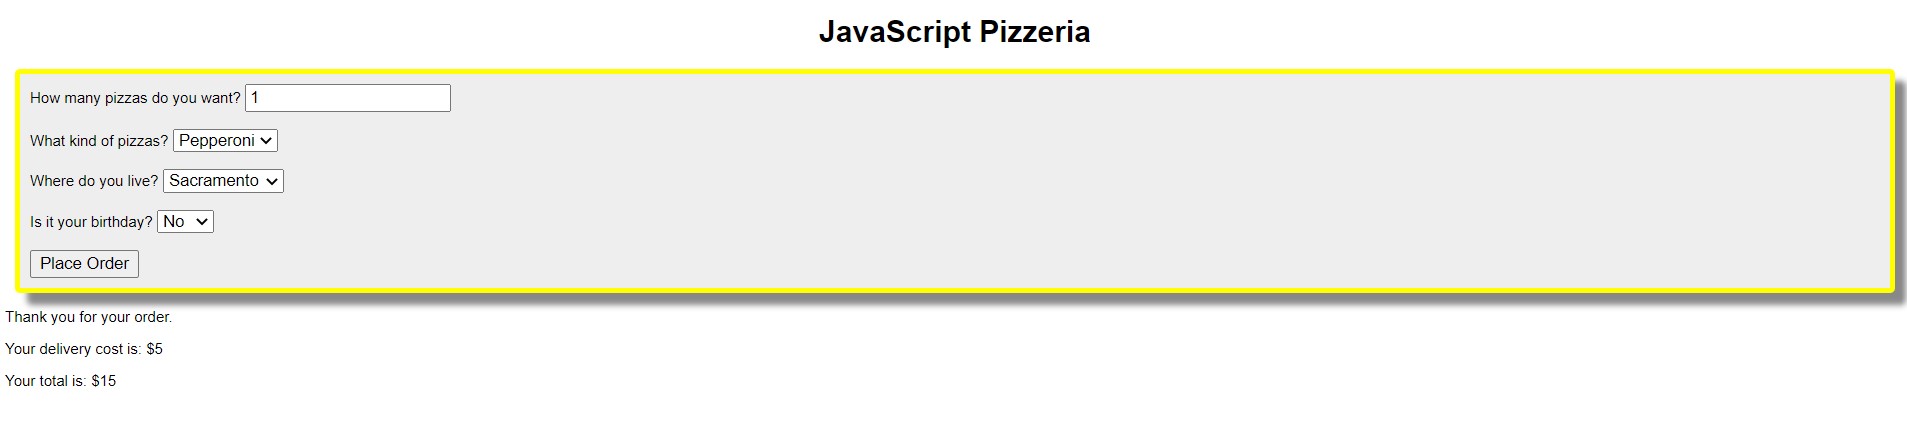 JavaScript Pizzeria
How many pizzas do you want? 1
What kind of pizzas? Pepperoni
Where do you live? Sacramento
Is it your birthday? No
Place Order
Thank you for your order.
Your delivery cost is: $5
Your total is: $15